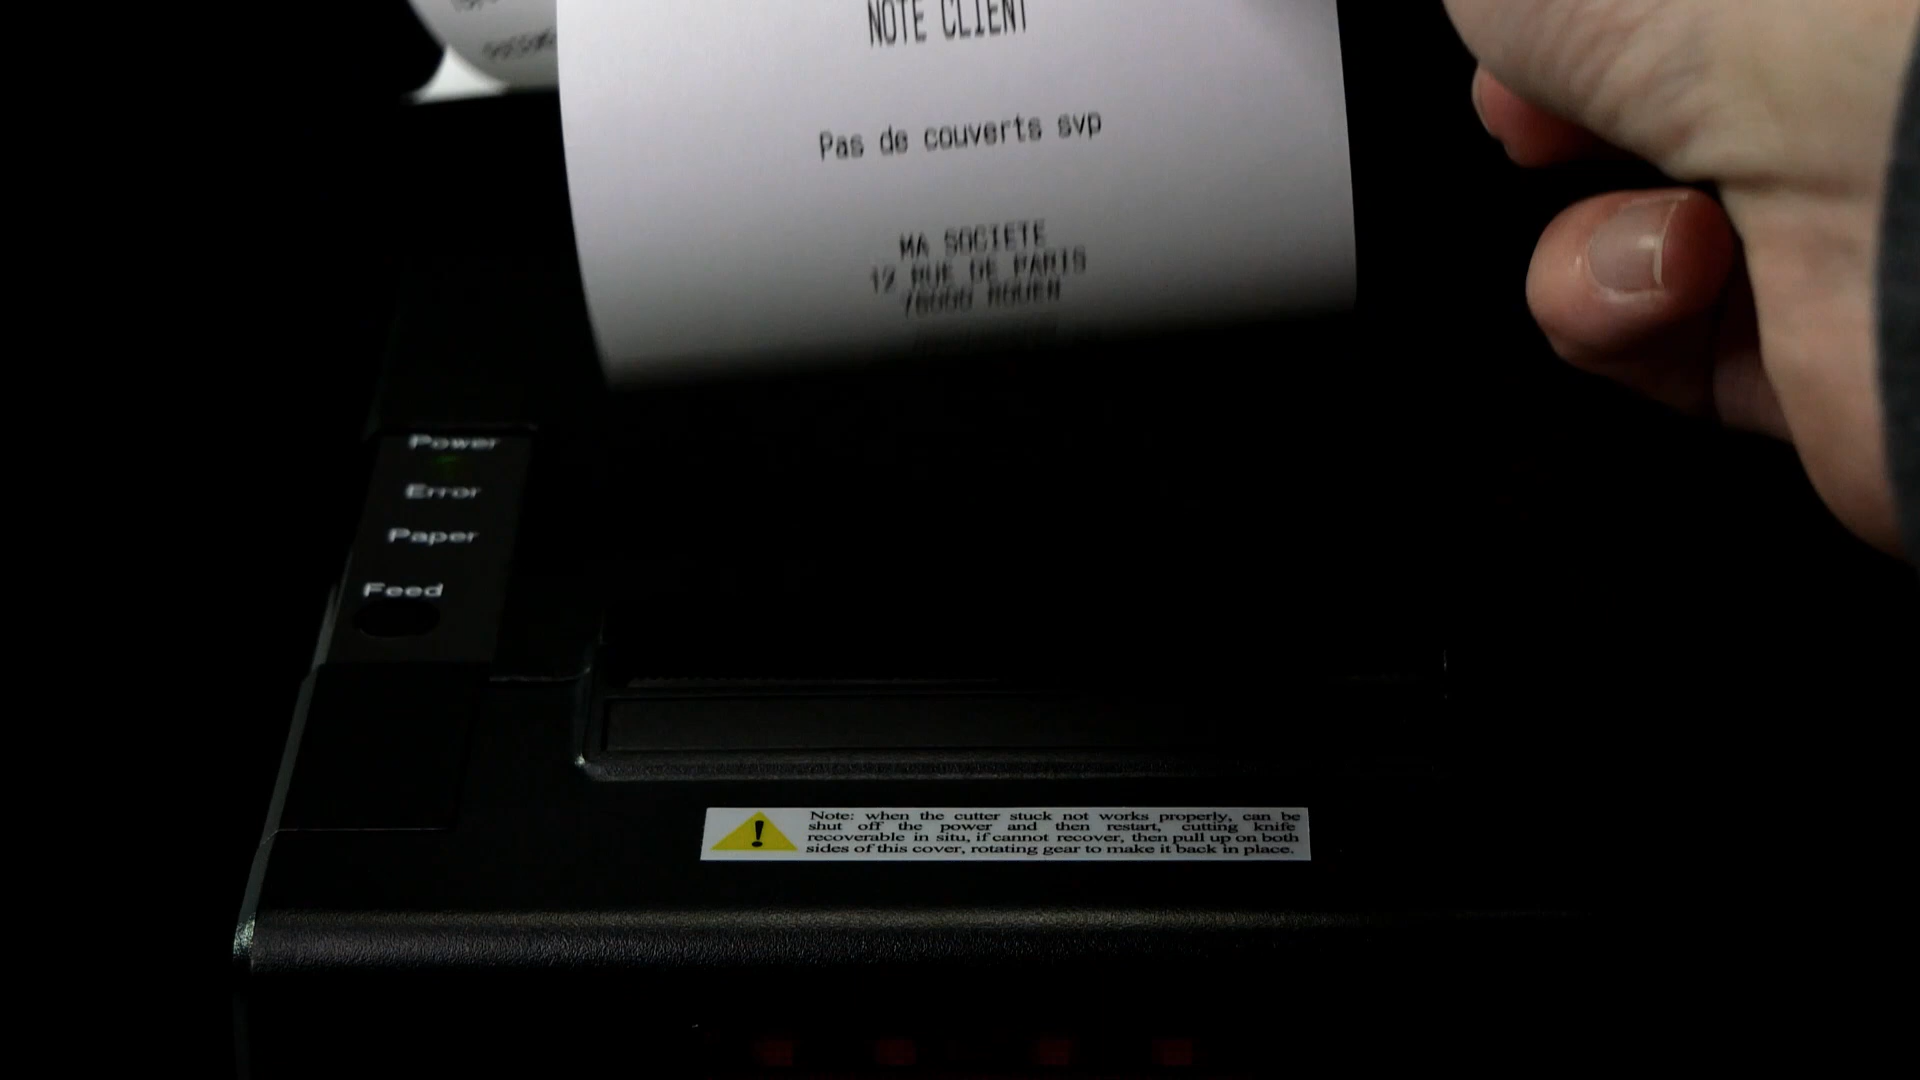 NOTE CLIENT
Pas de couverts svp
MA SOCIETE
12 RUE DE PARIS
76000 ROUEN
Power
Error
Paper
Feed
Note: when the cutter stuck not works properly, can be
shut off the power and then restart, cutting knife
recoverable in situ, if cannot recover, then pull up on both
sides of this cover, rotating gear to make it back in place.